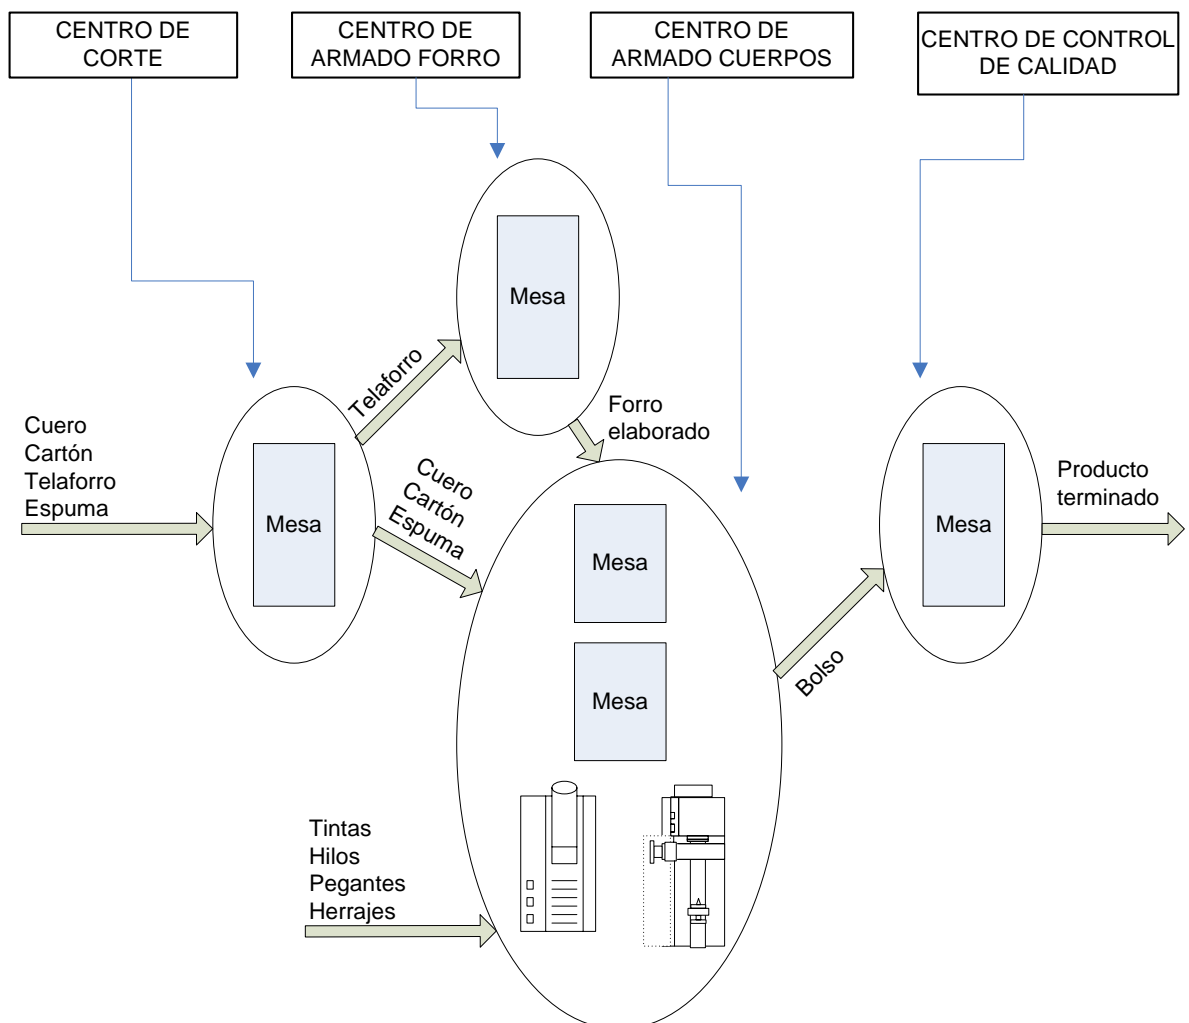 CENTRO DE
CORTE
CENTRO DE
ARMADO FORRO
CENTRO DE
ARMADO CUERPOS
CENTRO DE CONTROL
DE CALIDAD
Mesa
Telaforro
Forro
elaborado
Cuero
Cartón
Telaforro
Espuma
Mesa
Cuero
Cartón
Espuma
Mesa
Mesa
Bolso
Mesa
Producto
terminado
Tintas
Hilos
Pegantes
Herrajes